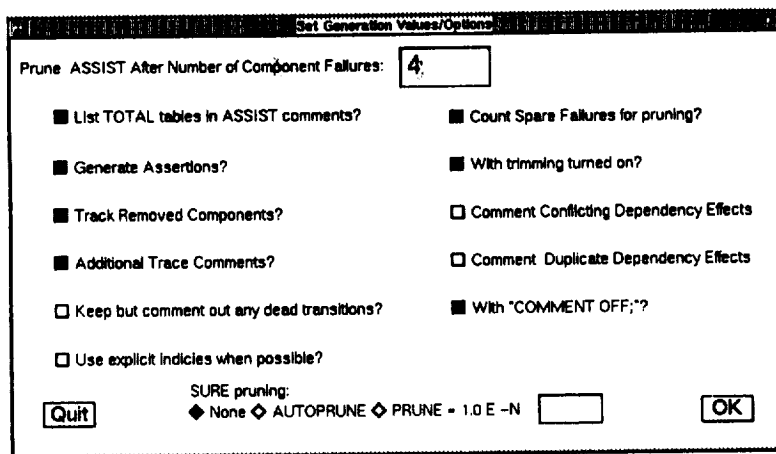 Set Generation Values/Options
Prune ASSIST After Number of Component Failures: 4
List TOTAL tables in ASSIST comments?
Count Spare Failures for pruning?
Generate Assertions?
With trimming turned on?
Track Removed Components?
Comment Conflicting Dependency Effects
Additional Trace Comments?
Comment Duplicate Dependency Effects
Keep but comment out any dead transitions?
With "COMMENT OFF;"?
Use explicit indicies when possible?
SURE pruning:
Quit
None AUTOPRUNE PRUNE = 1.0 E -N
OK